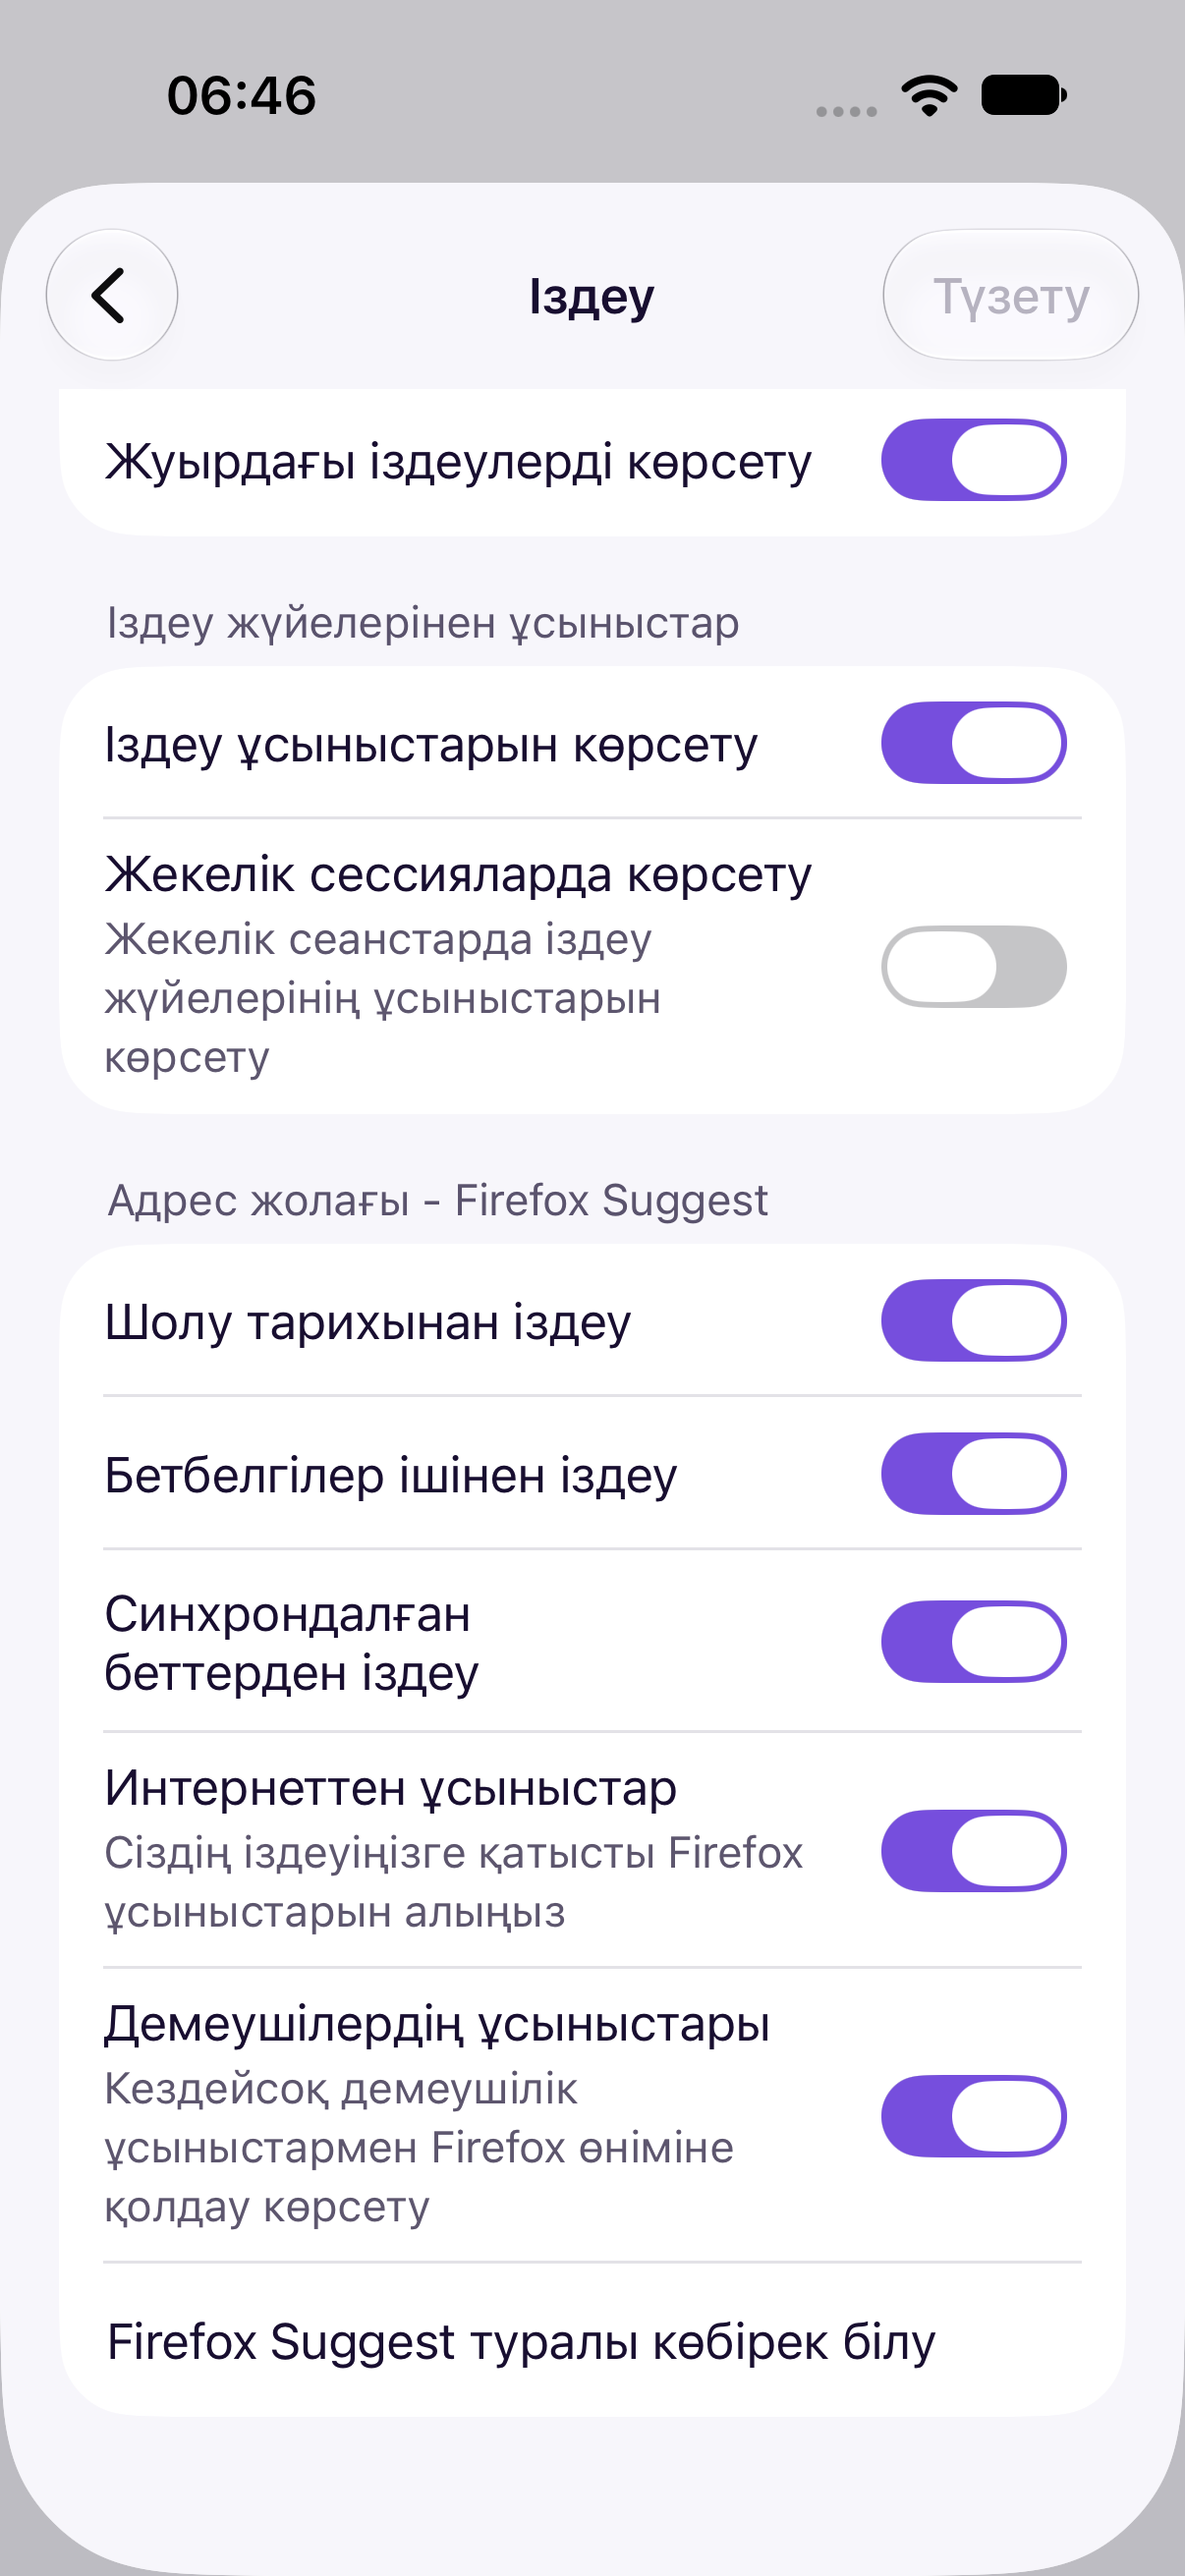 06:46
Іздеу
Түзету
Жуырдағы іздеулерді көрсету
Іздеу жүйелерінен ұсыныстар
Іздеу ұсыныстарын көрсету
Жекелік сессияларда көрсету
Жекелік сеанстарда іздеу
жүйелерінің ұсыныстарын
көрсету
Адрес жолағы - Firefox Suggest
Шолу тарихынан іздеу
Бетбелгілер ішінен іздеу
Синхрондалған
беттерден іздеу
Интернеттен ұсыныстар
Сіздің іздеуіңізге қатысты Firefox
ұсыныстарын алыңыз
Демеушілердің ұсыныстары
Кездейсоқ демеушілік
ұсыныстармен Firefox өніміне
қолдау көрсету
Firefox Suggest туралы көбірек білу